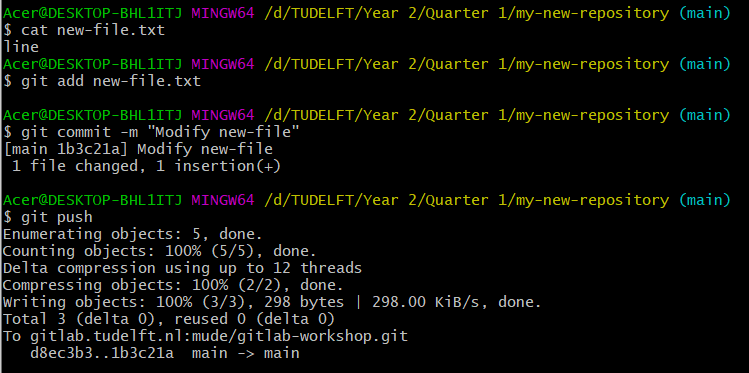 Acer@DESKTOP-BHL1ITJ MINGW64 /d/TUDELFT/Year 2/Quarter 1/my-new-repository (main)
$ cat new-file.txt
line
Acer@DESKTOP-BHL1ITJ MINGW64 /d/TUDELFT/Year 2/Quarter 1/my-new-repository (main)
$ git add new-file.txt

Acer@DESKTOP-BHL1ITJ MINGW64 /d/TUDELFT/Year 2/Quarter 1/my-new-repository (main)
$ git commit -m "Modify new-file"
[main 1b3c21a] Modify new-file
 1 file changed, 1 insertion(+)

Acer@DESKTOP-BHL1ITJ MINGW64 /d/TUDELFT/Year 2/Quarter 1/my-new-repository (main)
$ git push
Enumerating objects: 5, done.
Counting objects: 100% (5/5), done.
Delta compression using up to 12 threads
Compressing objects: 100% (2/2), done.
Writing objects: 100% (3/3), 298 bytes | 298.00 KiB/s, done.
Total 3 (delta 0), reused 0 (delta 0)
To gitlab.tudelft.nl:mude/gitlab-workshop.git
   d8ec3b3..1b3c21a  main -> main